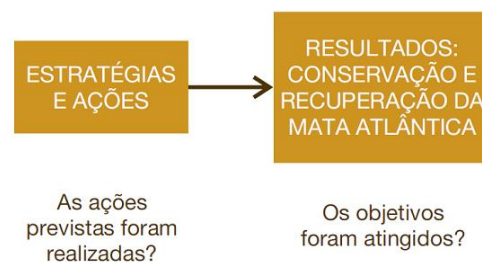 ESTRATÉGIAS
E AÇÕES
RESULTADOS:
CONSERVAÇÃO E
RECUPERAÇÃO DA
MATA ATLÂNTICA
As ações
previstas foram
realizadas?
Os objetivos
foram atingidos?